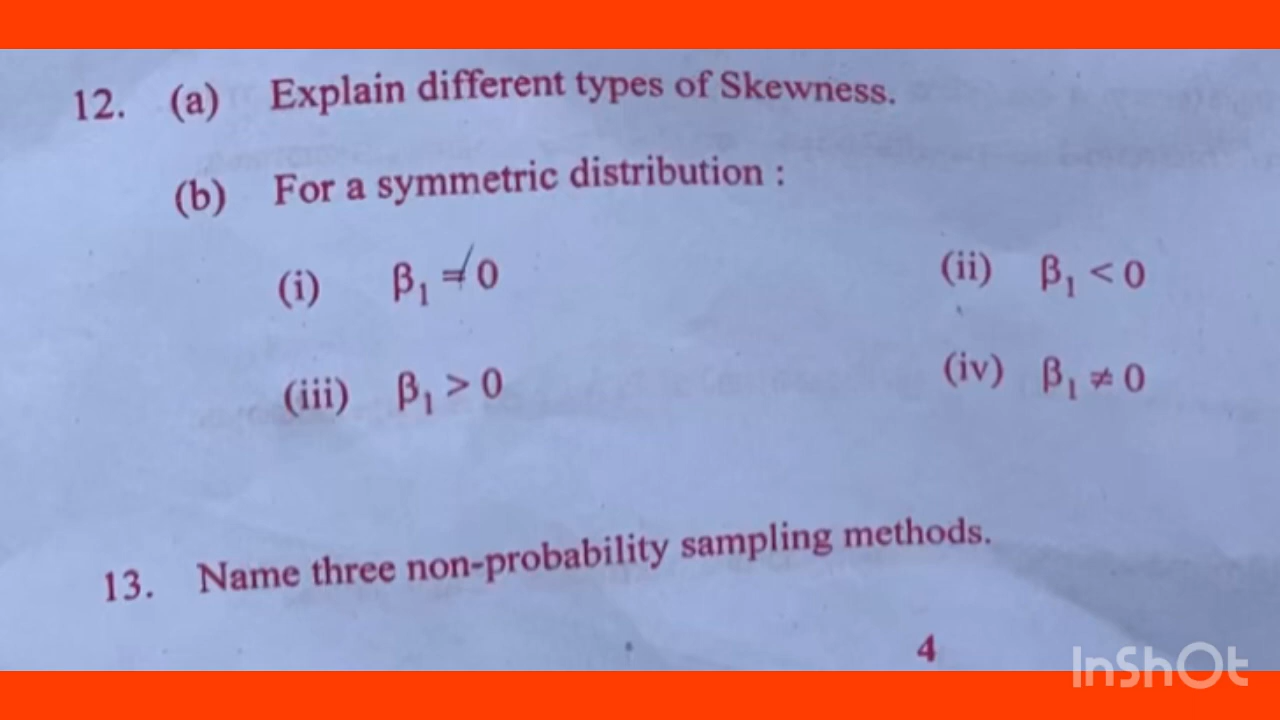 12. (a) Explain different types of Skewness.
(b) For a symmetric distribution :
(i) β₁ = 0 (ii) β₁ < 0
(iii) β₁ > 0 (iv) β₁ ≠ 0
13. Name three non-probability sampling methods.
4
InShOt